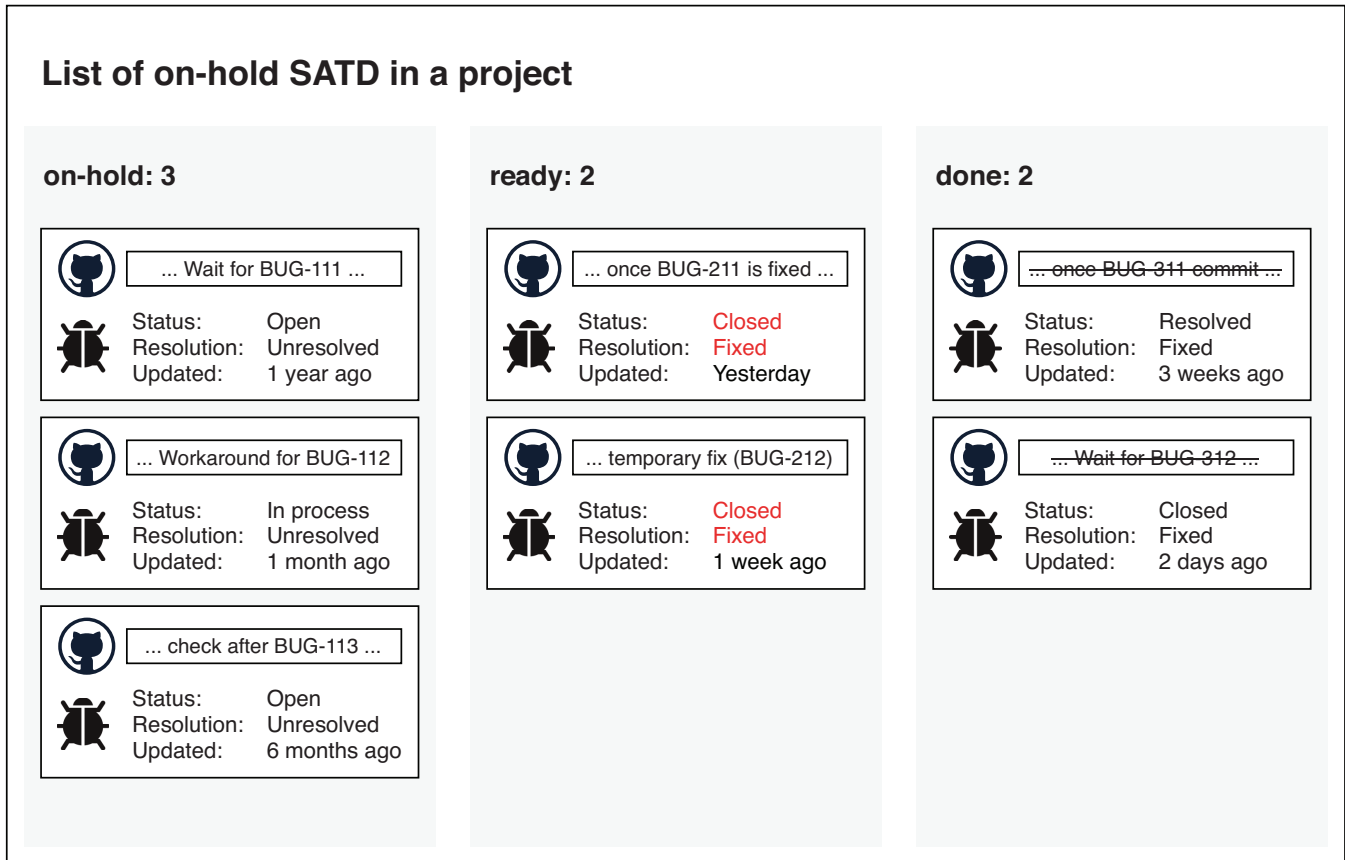 List of on-hold SATD in a project
on-hold: 3
... Wait for BUG-111 ...
Status: Open
Resolution: Unresolved
Updated: 1 year ago
... Workaround for BUG-112
Status: In process
Resolution: Unresolved
Updated: 1 month ago
... check after BUG-113 ...
Status: Open
Resolution: Unresolved
Updated: 6 months ago
ready: 2
... once BUG-211 is fixed ...
Status: Closed
Resolution: Fixed
Updated: Yesterday
... temporary fix (BUG-212)
Status: Closed
Resolution: Fixed
Updated: 1 week ago
done: 2
... once BUG-311 commit ...
Status: Resolved
Resolution: Fixed
Updated: 3 weeks ago
... Wait for BUG-312 ...
Status: Closed
Resolution: Fixed
Updated: 2 days ago